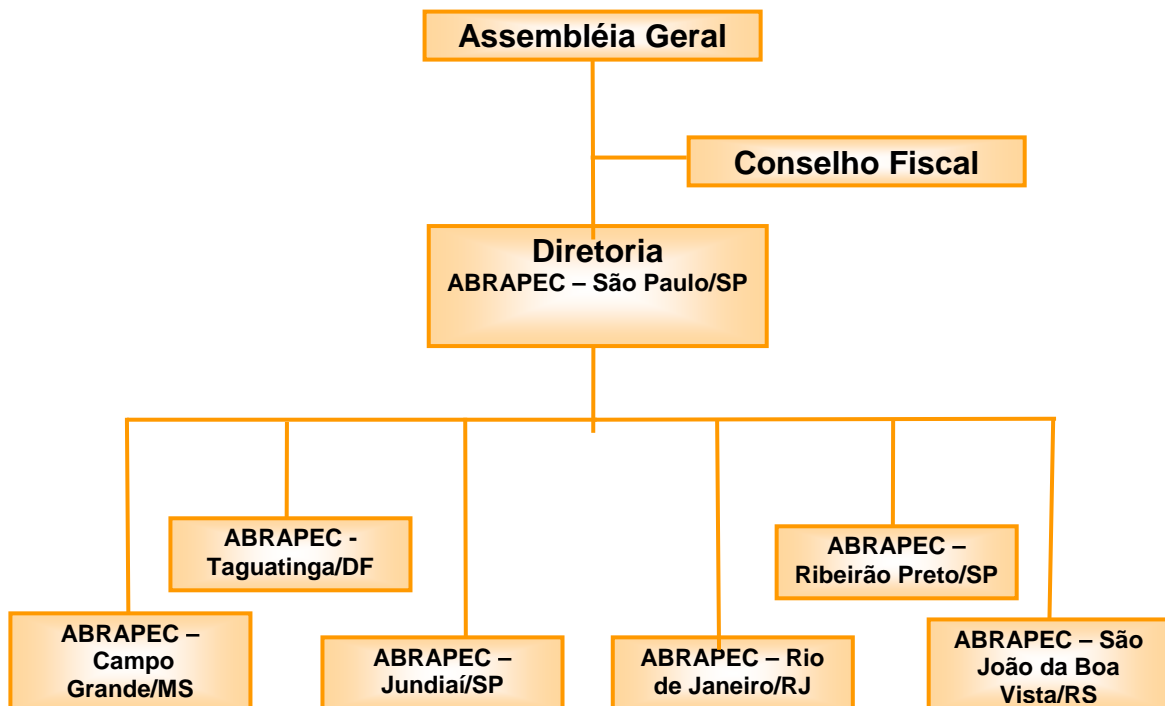 Assembléia Geral
Conselho Fiscal
Diretoria
ABRAPEC – São Paulo/SP
ABRAPEC -
Taguatinga/DF
ABRAPEC –
Ribeirão Preto/SP
ABRAPEC –
Campo
Grande/MS
ABRAPEC –
Jundiaí/SP
ABRAPEC – Rio
de Janeiro/RJ
ABRAPEC – São
João da Boa
Vista/RS